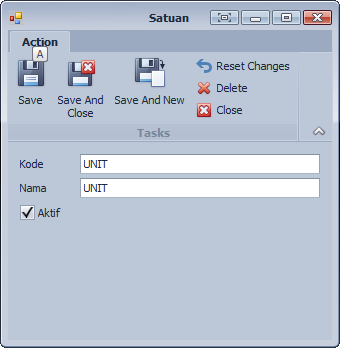 Satuan
Action
A
Save
Save And Close
Save And New
Reset Changes
Delete
Close
Tasks
Kode UNIT
Nama UNIT
Aktif